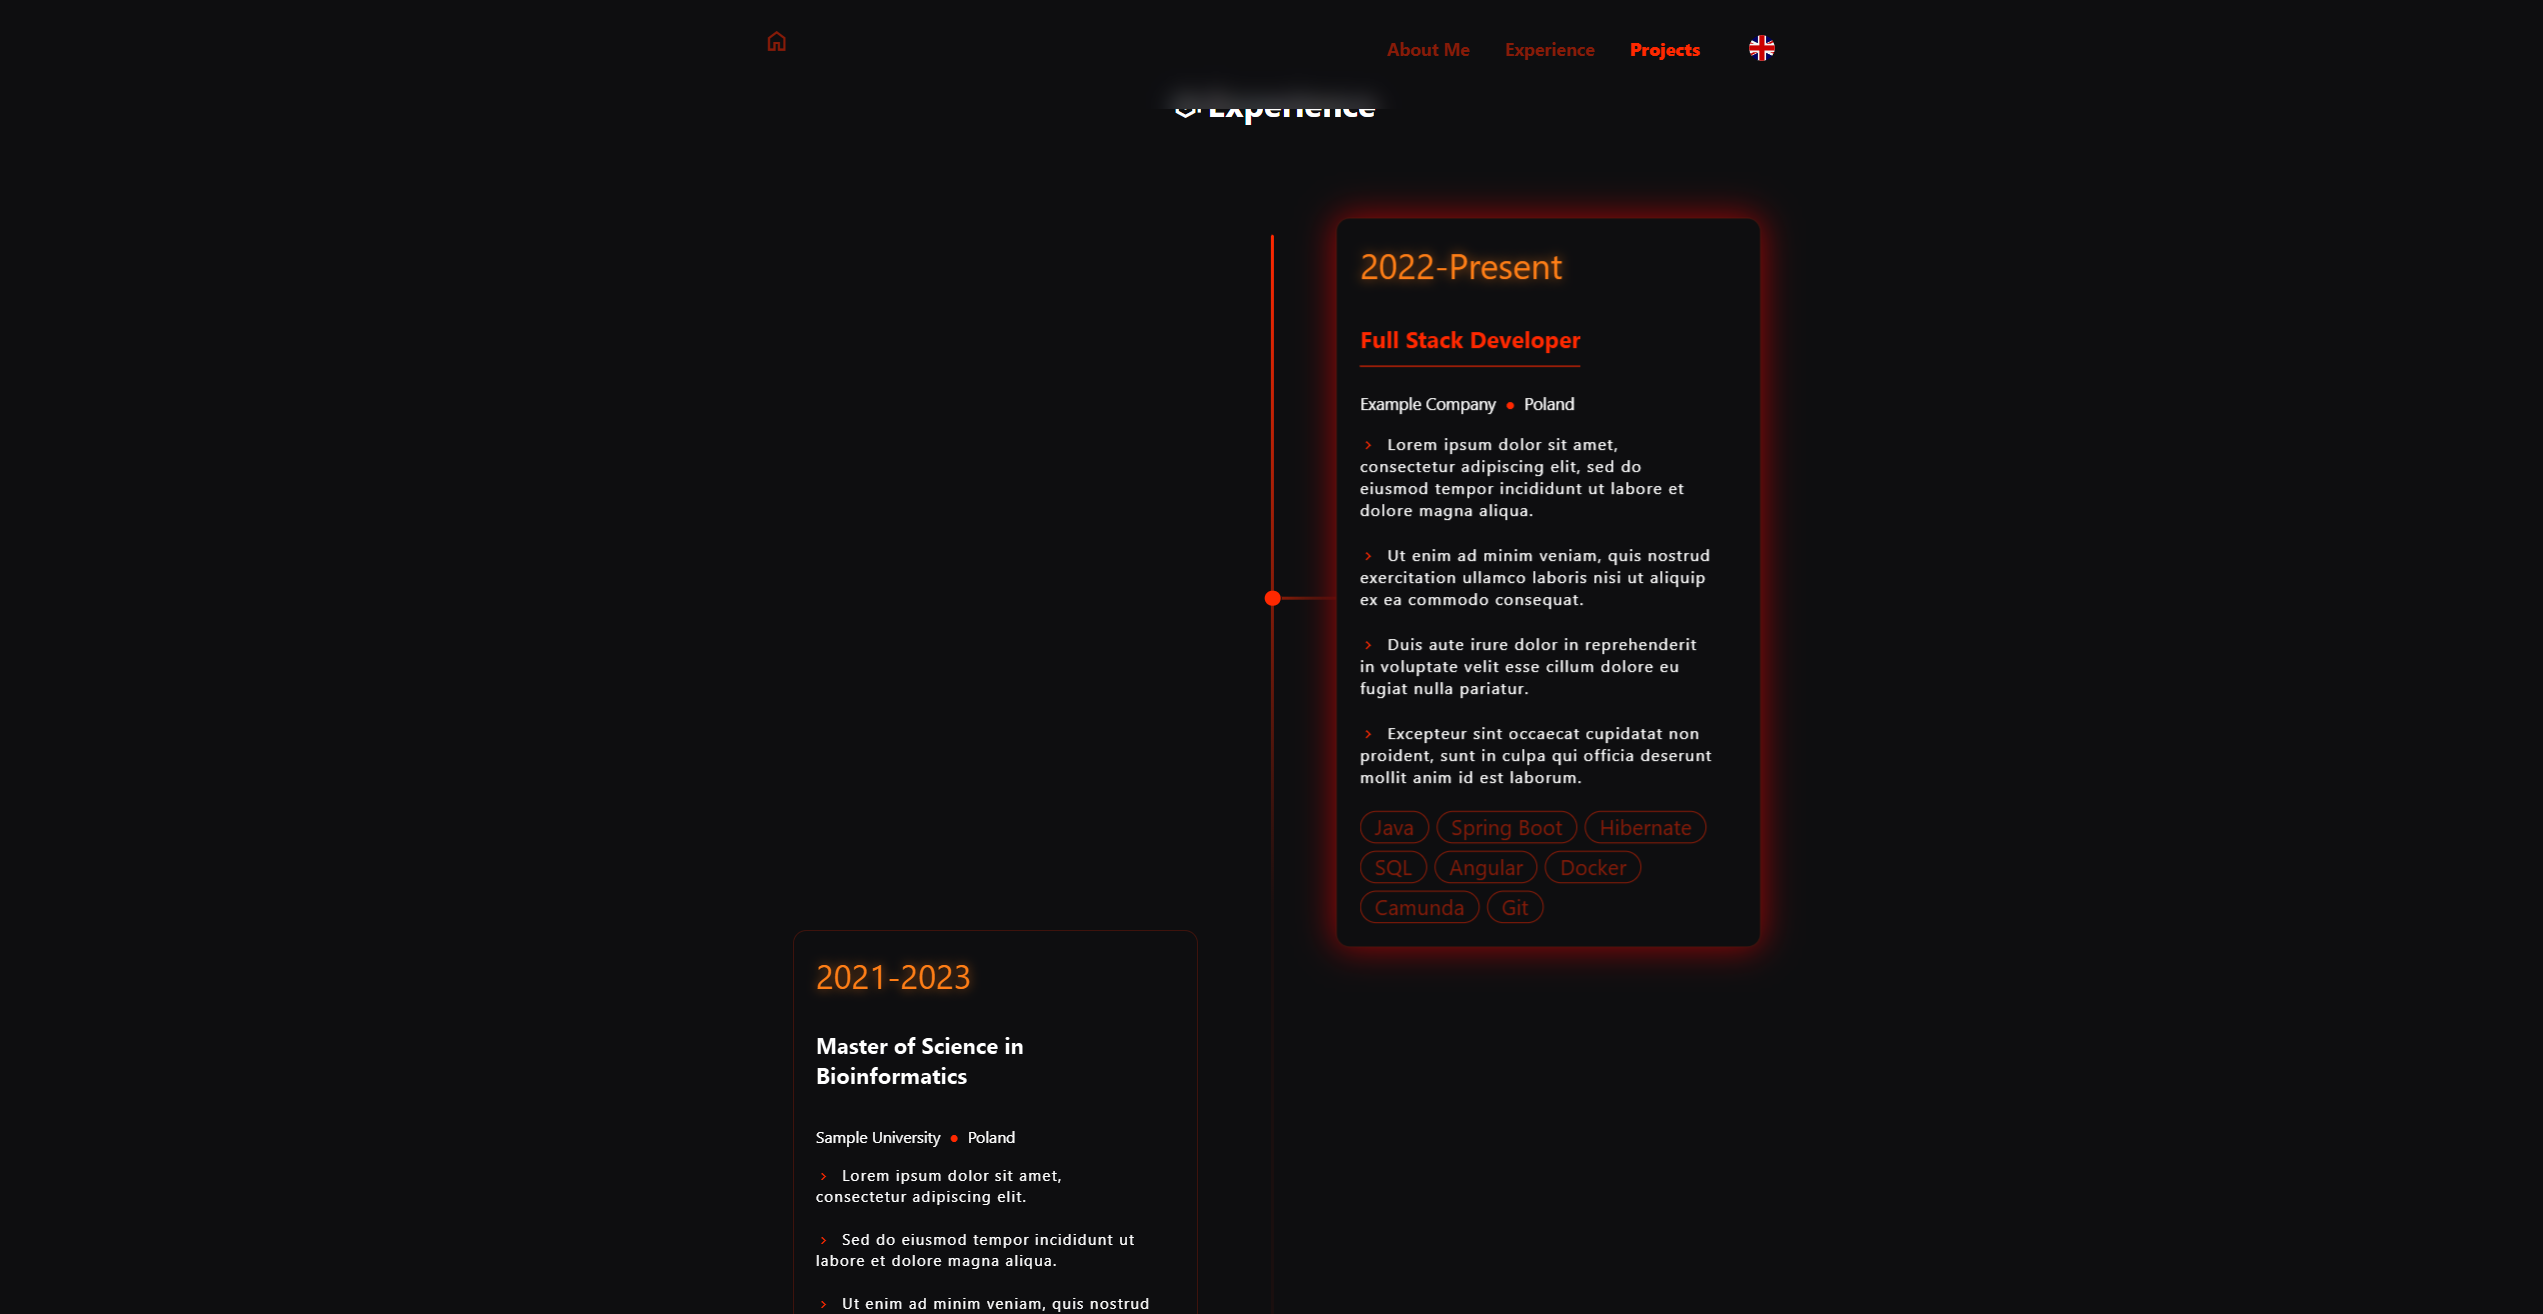 About Me Experience Projects
Experience
2022-Present
Full Stack Developer
Example Company • Poland
› Lorem ipsum dolor sit amet,
consectetur adipiscing elit, sed do
eiusmod tempor incididunt ut labore et
dolore magna aliqua.
› Ut enim ad minim veniam, quis nostrud
exercitation ullamco laboris nisi ut aliquip
ex ea commodo consequat.
› Duis aute irure dolor in reprehenderit
in voluptate velit esse cillum dolore eu
fugiat nulla pariatur.
› Excepteur sint occaecat cupidatat non
proident, sunt in culpa qui officia deserunt
mollit anim id est laborum.
Java Spring Boot Hibernate
SQL Angular Docker
Camunda Git
2021-2023
Master of Science in
Bioinformatics
Sample University • Poland
› Lorem ipsum dolor sit amet,
consectetur adipiscing elit.
› Sed do eiusmod tempor incididunt ut
labore et dolore magna aliqua.
› Ut enim ad minim veniam, quis nostrud